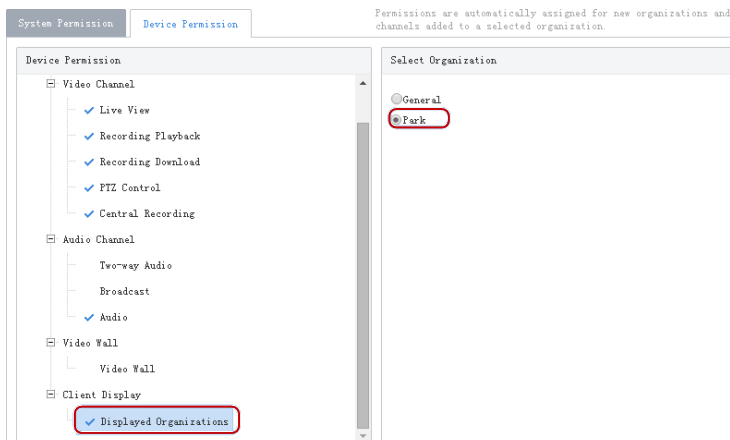 System Permission
Device Permission
Permissions are automatically assigned for new organizations and
channels added to a selected organization.
Device Permission
Video Channel
Live View
Recording Playback
Recording Download
PTZ Control
Central Recording
Audio Channel
Two-way Audio
Broadcast
Audio
Video Wall
Video Wall
Client Display
Displayed Organizations
Select Organization
General
Park